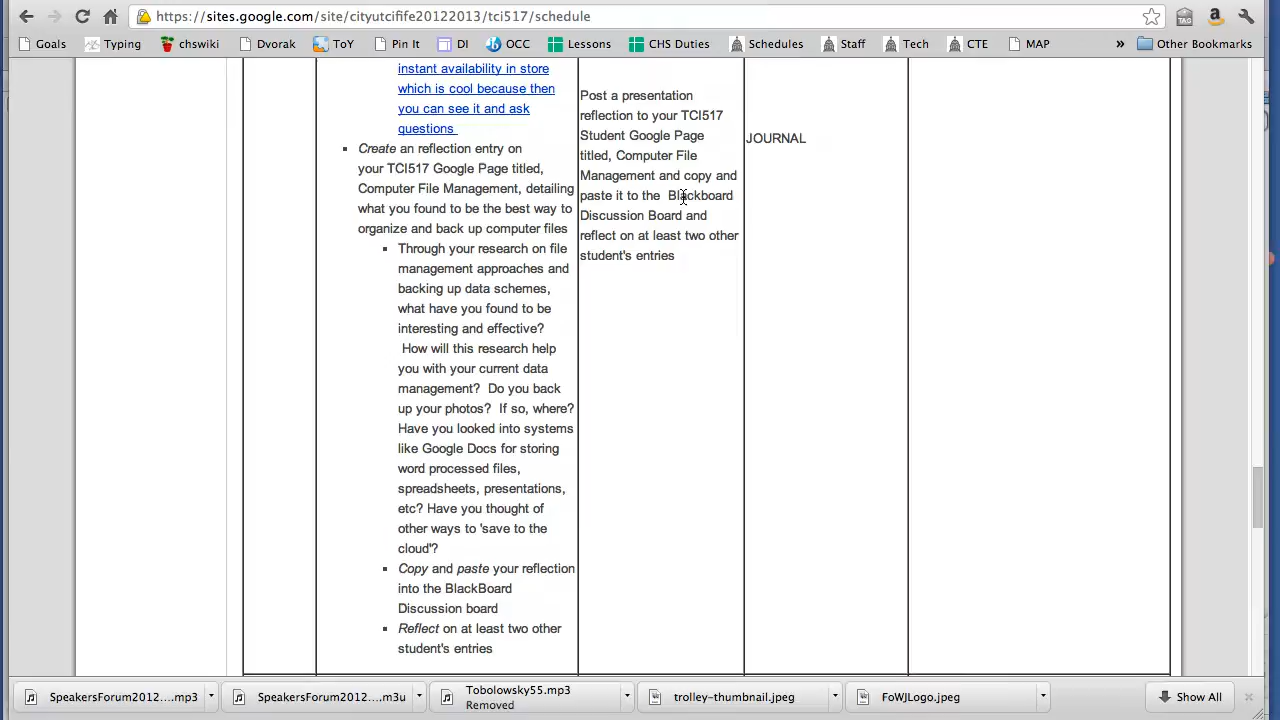 https://sites.google.com/site/cityutcifife20122013/tci517/schedule
Goals Typing chswiki Dvorak ToY Pin It DI OCC Lessons CHS Duties Schedules Staff Tech CTE MAP » Other Bookmarks
instant availability in store
which is cool because then
you can see it and ask
questions
Create an reflection entry on
your TCI517 Google Page titled,
Computer File Management, detailing
what you found to be the best way to
organize and back up computer files
Through your research on file
management approaches and
backing up data schemes,
what have you found to be
interesting and effective?
How will this research help
you with your current data
management? Do you back
up your photos? If so, where?
Have you looked into systems
like Google Docs for storing
word processed files,
spreadsheets, presentations,
etc? Have you thought of
other ways to 'save to the
cloud'?
Copy and paste your reflection
into the BlackBoard
Discussion board
Reflect on at least two other
student's entries
Post a presentation
reflection to your TCI517
Student Google Page
titled, Computer File
Management and copy and
paste it to the Blackboard
Discussion Board and
reflect on at least two other
student's entries
JOURNAL
SpeakersForum2012....mp3
SpeakersForum2012....m3u
Tobolowsky55.mp3
Removed
trolley-thumbnail.jpeg
FoWJLogo.jpeg
Show All